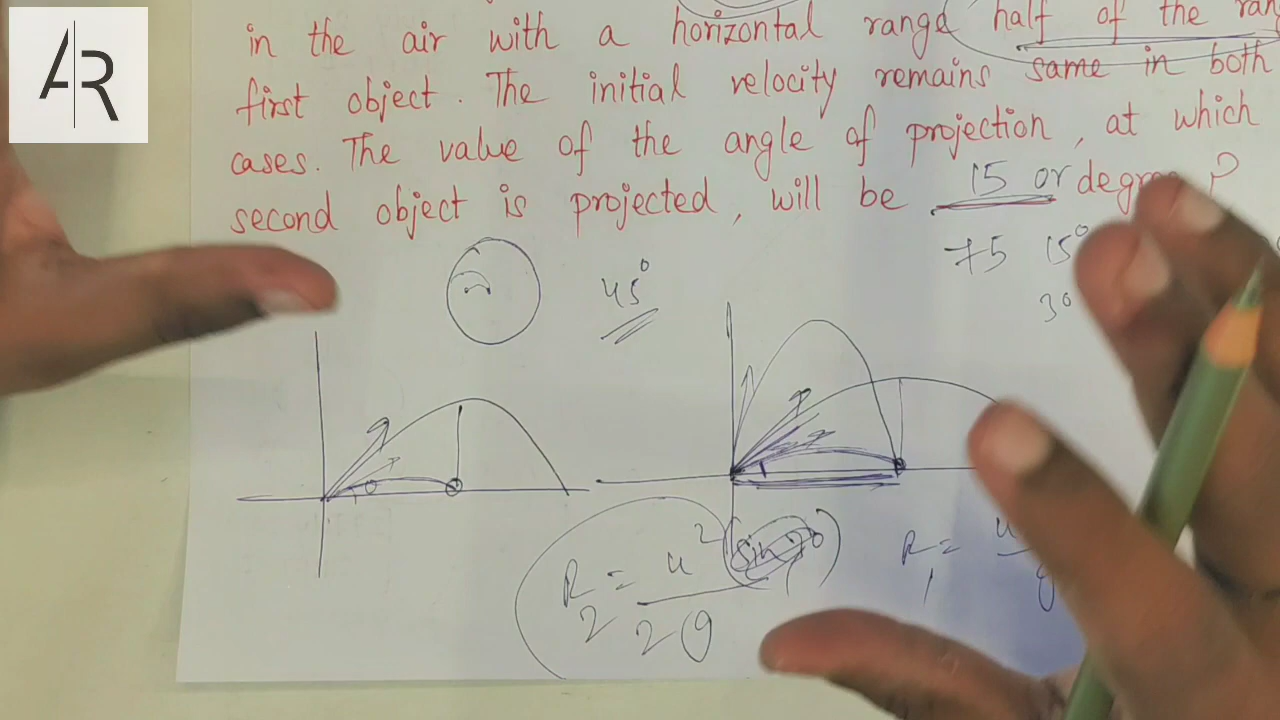 AR
in the air with a horizontal range half of the ran
first object. The initial velocity remains same in both
cases. The value of the angle of projection, at which
second object is projected, will be 15 or degree ?
75 15°
45°
30
R2 = u²
2g
R1 =